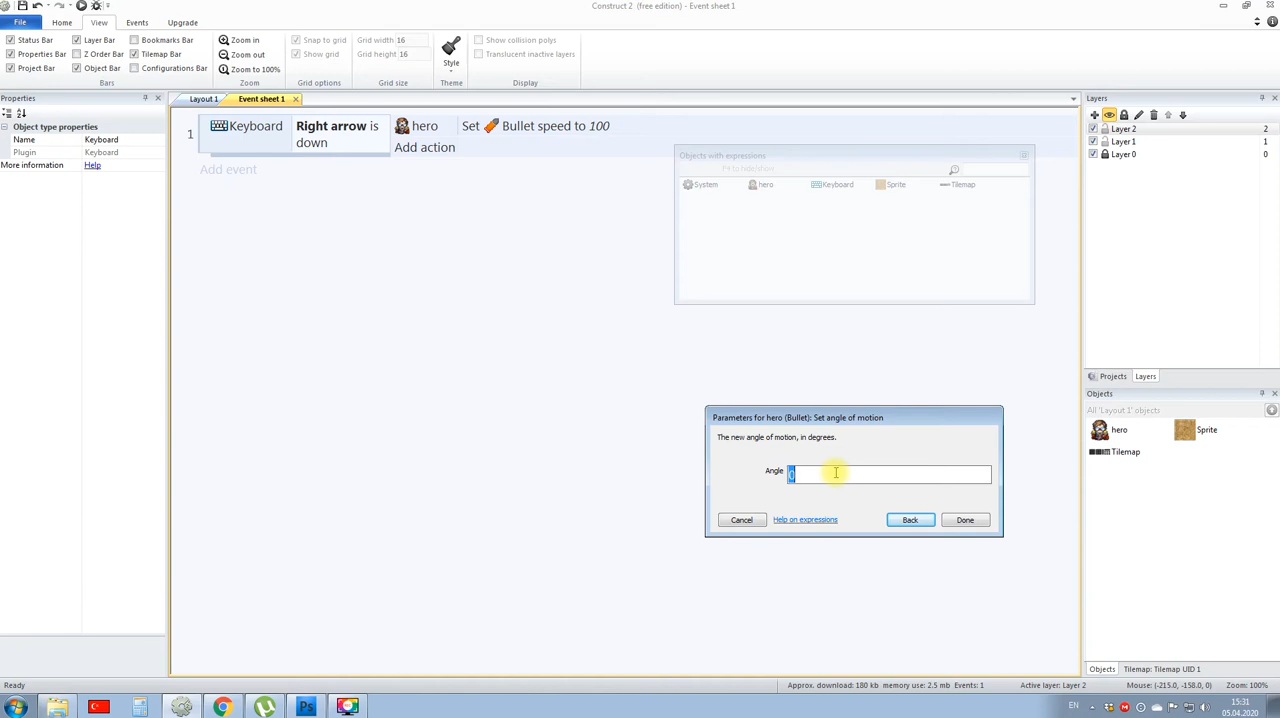 Construct 2 (free edition) - Event sheet 1
File Home View Events Upgrade
Status Bar Layer Bar Bookmarks Bar Zoom in Snap to grid Grid width 16 Show collision polys
Properties Bar Z Order Bar Tilemap Bar Zoom out Show grid Grid height 16 Translucent inactive layers
Project Bar Object Bar Configurations Bar Zoom to 100% Style
Bars Zoom Grid options Grid size Theme Display
Properties
Object type properties
Name Keyboard
Plugin Keyboard
More information Help
Layout 1 Event sheet 1
1 Keyboard Right arrow is down hero Set Bullet speed to 100
Add action
Add event
Objects with expressions
F4 to hide/show
System hero Keyboard Sprite Tilemap
Parameters for hero (Bullet): Set angle of motion
The new angle of motion, in degrees.
Angle 0
Cancel Help on expressions Back Done
Layers
Layer 2 2
Layer 1 1
Layer 0 0
Projects Layers
Objects
All 'Layout 1' objects
hero Sprite
Tilemap
Objects Tilemap: Tilemap UID 1
Ready Approx. download: 180 kb memory use: 2.5 mb Events: 1 Active layer: Layer 2 Mouse: (-215.0, -158.0, 0) Zoom: 100%
Ps EN 15:31
05.04.2020